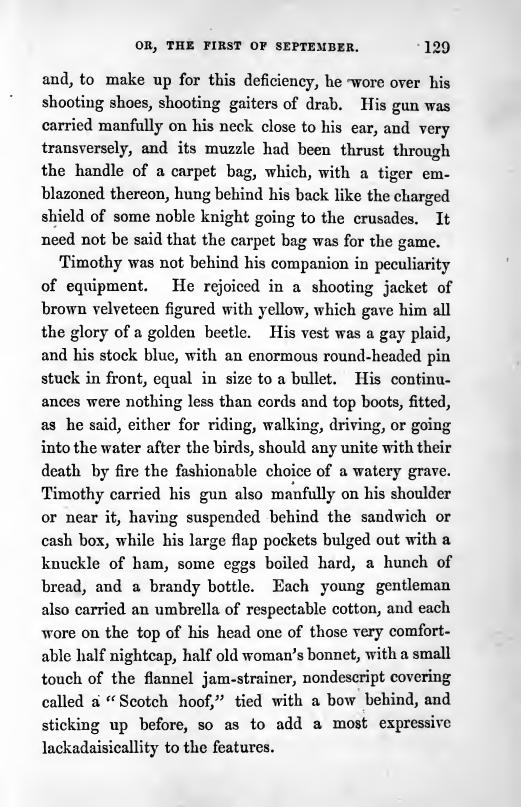 OR, THE FIRST OF SEPTEMBER. 129
and, to make up for this deficiency, he wore over his
shooting shoes, shooting gaiters of drab. His gun was
carried manfully on his neck close to his ear, and very
transversely, and its muzzle had been thrust through
the handle of a carpet bag, which, with a tiger em-
blazoned thereon, hung behind his back like the charged
shield of some noble knight going to the crusades. It
need not be said that the carpet bag was for the game.
Timothy was not behind his companion in peculiarity
of equipment. He rejoiced in a shooting jacket of
brown velveteen figured with yellow, which gave him all
the glory of a golden beetle. His vest was a gay plaid,
and his stock blue, with an enormous round-headed pin
stuck in front, equal in size to a bullet. His continu-
ances were nothing less than cords and top boots, fitted,
as he said, either for riding, walking, driving, or going
into the water after the birds, should any unite with their
death by fire the fashionable choice of a watery grave.
Timothy carried his gun also manfully on his shoulder
or near it, having suspended behind the sandwich or
cash box, while his large flap pockets bulged out with a
knuckle of ham, some eggs boiled hard, a hunch of
bread, and a brandy bottle. Each young gentleman
also carried an umbrella of respectable cotton, and each
wore on the top of his head one of those very comfort-
able half nightcap, half old woman's bonnet, with a small
touch of the flannel jam-strainer, nondescript covering
called a "Scotch hoof," tied with a bow behind, and
sticking up before, so as to add a most expressive
lackadaisicallity to the features.